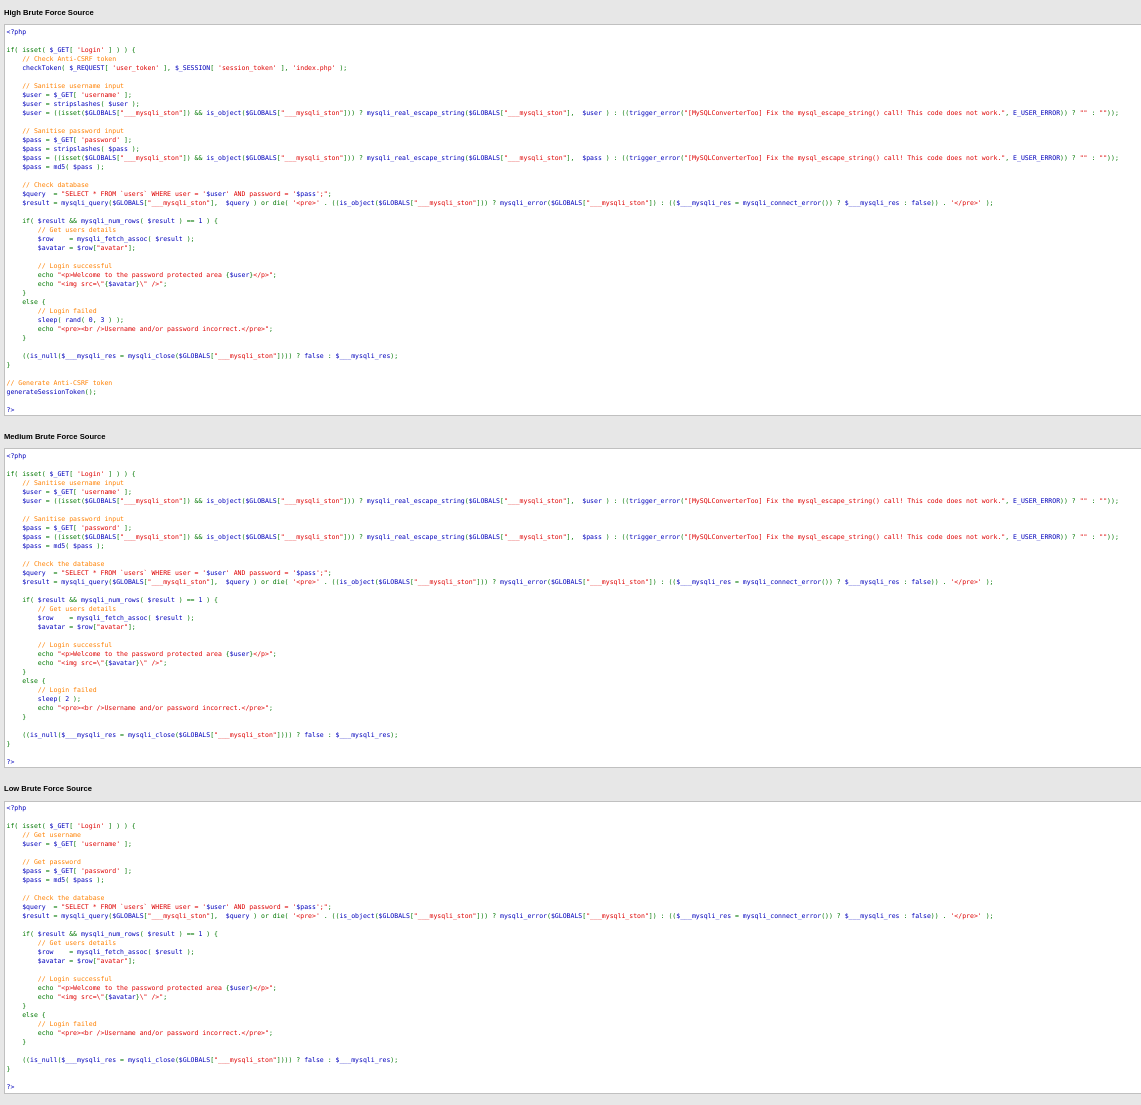 High Brute Force Source
<?php
if( isset( $_GET[ 'Login' ] ) ) {
    // Check Anti-CSRF token
    checkToken( $_REQUEST[ 'user_token' ], $_SESSION[ 'session_token' ], 'index.php' );
    // Sanitise username input
    $user = $_GET[ 'username' ];
    $user = stripslashes( $user );
    $user = ((isset($GLOBALS["___mysqli_ston"]) && is_object($GLOBALS["___mysqli_ston"])) ? mysqli_real_escape_string($GLOBALS["___mysqli_ston"],  $user ) : ((trigger_error("[MySQLConverterToo] Fix the mysql_escape_string() call! This code does not work.", E_USER_ERROR)) ? "" : ""));
    // Sanitise password input
    $pass = $_GET[ 'password' ];
    $pass = stripslashes( $pass );
    $pass = ((isset($GLOBALS["___mysqli_ston"]) && is_object($GLOBALS["___mysqli_ston"])) ? mysqli_real_escape_string($GLOBALS["___mysqli_ston"],  $pass ) : ((trigger_error("[MySQLConverterToo] Fix the mysql_escape_string() call! This code does not work.", E_USER_ERROR)) ? "" : ""));
    $pass = md5( $pass );
    // Check database
    $query  = "SELECT * FROM `users` WHERE user = '$user' AND password = '$pass';";
    $result = mysqli_query($GLOBALS["___mysqli_ston"],  $query ) or die( '<pre>' . ((is_object($GLOBALS["___mysqli_ston"])) ? mysqli_error($GLOBALS["___mysqli_ston"]) : (($___mysqli_res = mysqli_connect_error()) ? $___mysqli_res : false)) . '</pre>' );
    if( $result && mysqli_num_rows( $result ) == 1 ) {
        // Get users details
        $row    = mysqli_fetch_assoc( $result );
        $avatar = $row["avatar"];
        // Login successful
        echo "<p>Welcome to the password protected area {$user}</p>";
        echo "<img src=\"{$avatar}\" />";
    }
    else {
        // Login failed
        sleep( rand( 0, 3 ) );
        echo "<pre><br />Username and/or password incorrect.</pre>";
    }
    ((is_null($___mysqli_res = mysqli_close($GLOBALS["___mysqli_ston"]))) ? false : $___mysqli_res);
}
// Generate Anti-CSRF token
generateSessionToken();
?>
Medium Brute Force Source
<?php
if( isset( $_GET[ 'Login' ] ) ) {
    // Sanitise username input
    $user = $_GET[ 'username' ];
    $user = ((isset($GLOBALS["___mysqli_ston"]) && is_object($GLOBALS["___mysqli_ston"])) ? mysqli_real_escape_string($GLOBALS["___mysqli_ston"],  $user ) : ((trigger_error("[MySQLConverterToo] Fix the mysql_escape_string() call! This code does not work.", E_USER_ERROR)) ? "" : ""));
    // Sanitise password input
    $pass = $_GET[ 'password' ];
    $pass = ((isset($GLOBALS["___mysqli_ston"]) && is_object($GLOBALS["___mysqli_ston"])) ? mysqli_real_escape_string($GLOBALS["___mysqli_ston"],  $pass ) : ((trigger_error("[MySQLConverterToo] Fix the mysql_escape_string() call! This code does not work.", E_USER_ERROR)) ? "" : ""));
    $pass = md5( $pass );
    // Check the database
    $query  = "SELECT * FROM `users` WHERE user = '$user' AND password = '$pass';";
    $result = mysqli_query($GLOBALS["___mysqli_ston"],  $query ) or die( '<pre>' . ((is_object($GLOBALS["___mysqli_ston"])) ? mysqli_error($GLOBALS["___mysqli_ston"]) : (($___mysqli_res = mysqli_connect_error()) ? $___mysqli_res : false)) . '</pre>' );
    if( $result && mysqli_num_rows( $result ) == 1 ) {
        // Get users details
        $row    = mysqli_fetch_assoc( $result );
        $avatar = $row["avatar"];
        // Login successful
        echo "<p>Welcome to the password protected area {$user}</p>";
        echo "<img src=\"{$avatar}\" />";
    }
    else {
        // Login failed
        sleep( 2 );
        echo "<pre><br />Username and/or password incorrect.</pre>";
    }
    ((is_null($___mysqli_res = mysqli_close($GLOBALS["___mysqli_ston"]))) ? false : $___mysqli_res);
}
?>
Low Brute Force Source
<?php
if( isset( $_GET[ 'Login' ] ) ) {
    // Get username
    $user = $_GET[ 'username' ];
    // Get password
    $pass = $_GET[ 'password' ];
    $pass = md5( $pass );
    // Check the database
    $query  = "SELECT * FROM `users` WHERE user = '$user' AND password = '$pass';";
    $result = mysqli_query($GLOBALS["___mysqli_ston"],  $query ) or die( '<pre>' . ((is_object($GLOBALS["___mysqli_ston"])) ? mysqli_error($GLOBALS["___mysqli_ston"]) : (($___mysqli_res = mysqli_connect_error()) ? $___mysqli_res : false)) . '</pre>' );
    if( $result && mysqli_num_rows( $result ) == 1 ) {
        // Get users details
        $row    = mysqli_fetch_assoc( $result );
        $avatar = $row["avatar"];
        // Login successful
        echo "<p>Welcome to the password protected area {$user}</p>";
        echo "<img src=\"{$avatar}\" />";
    }
    else {
        // Login failed
        echo "<pre><br />Username and/or password incorrect.</pre>";
    }
    ((is_null($___mysqli_res = mysqli_close($GLOBALS["___mysqli_ston"]))) ? false : $___mysqli_res);
}
?>